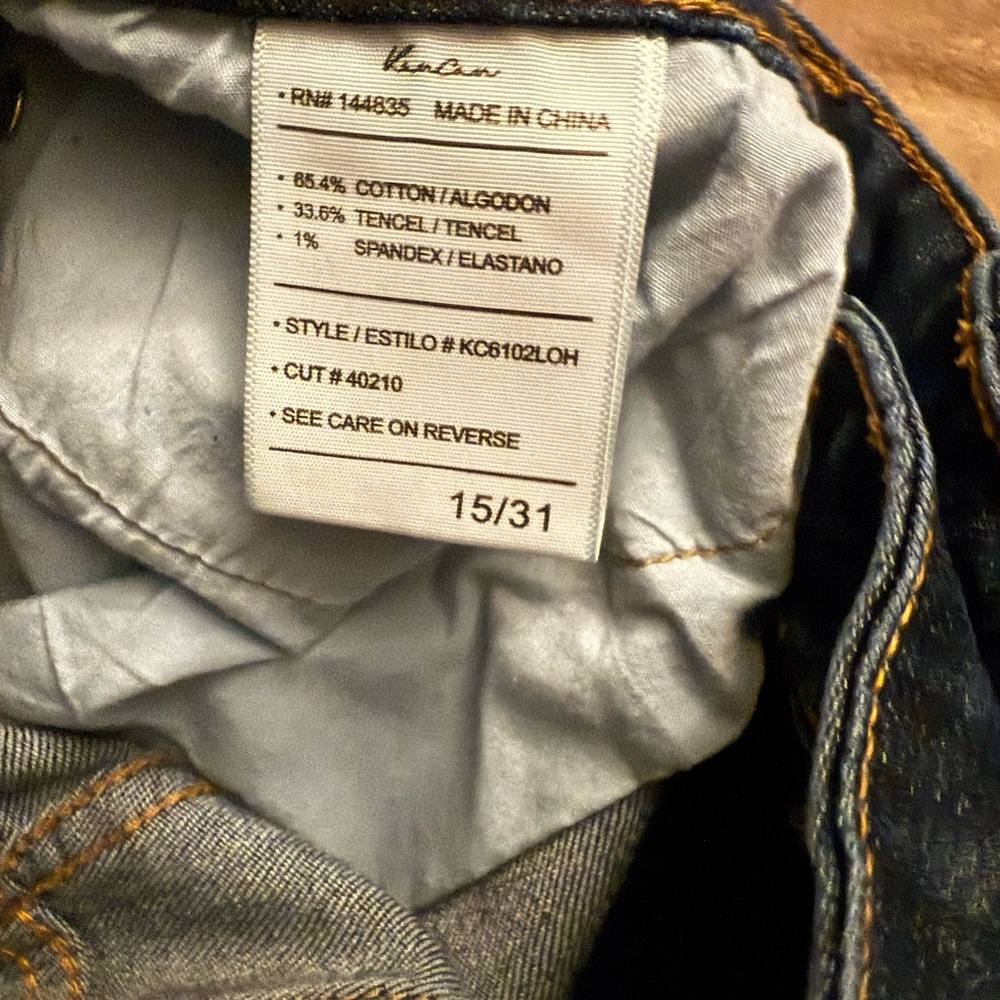 KanCan
• RN# 144835 MADE IN CHINA
• 65.4% COTTON / ALGODON
• 33.6% TENCEL / TENCEL
• 1% SPANDEX / ELASTANO
• STYLE / ESTILO # KC6102LOH
• CUT # 40210
• SEE CARE ON REVERSE
15/31